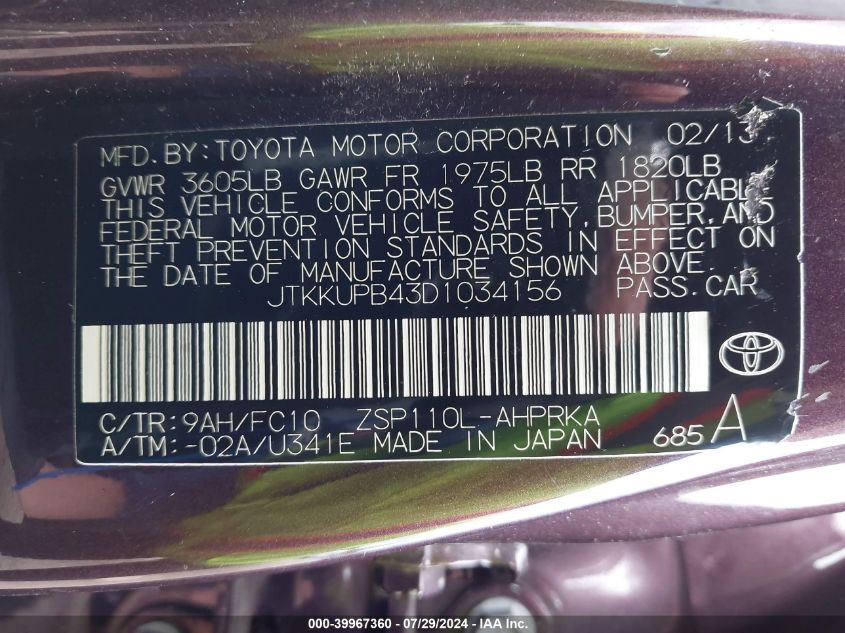 MFD. BY: TOYOTA MOTOR CORPORATION 02/13
GVWR 3605LB GAWR FR 1975LB RR 1820LB
THIS VEHICLE CONFORMS TO ALL APPLICABLE
FEDERAL MOTOR VEHICLE SAFETY, BUMPER, AND
THEFT PREVENTION STANDARDS IN EFFECT ON
THE DATE OF MANUFACTURE SHOWN ABOVE.
JTKKUPB43D1034156 PASS.CAR
C/TR: 9AH/FC10 ZSP110L-AHPRKA
A/TM: -02A/U341E MADE IN JAPAN 685 A
000-39967360 - 07/29/2024 - IAA Inc.